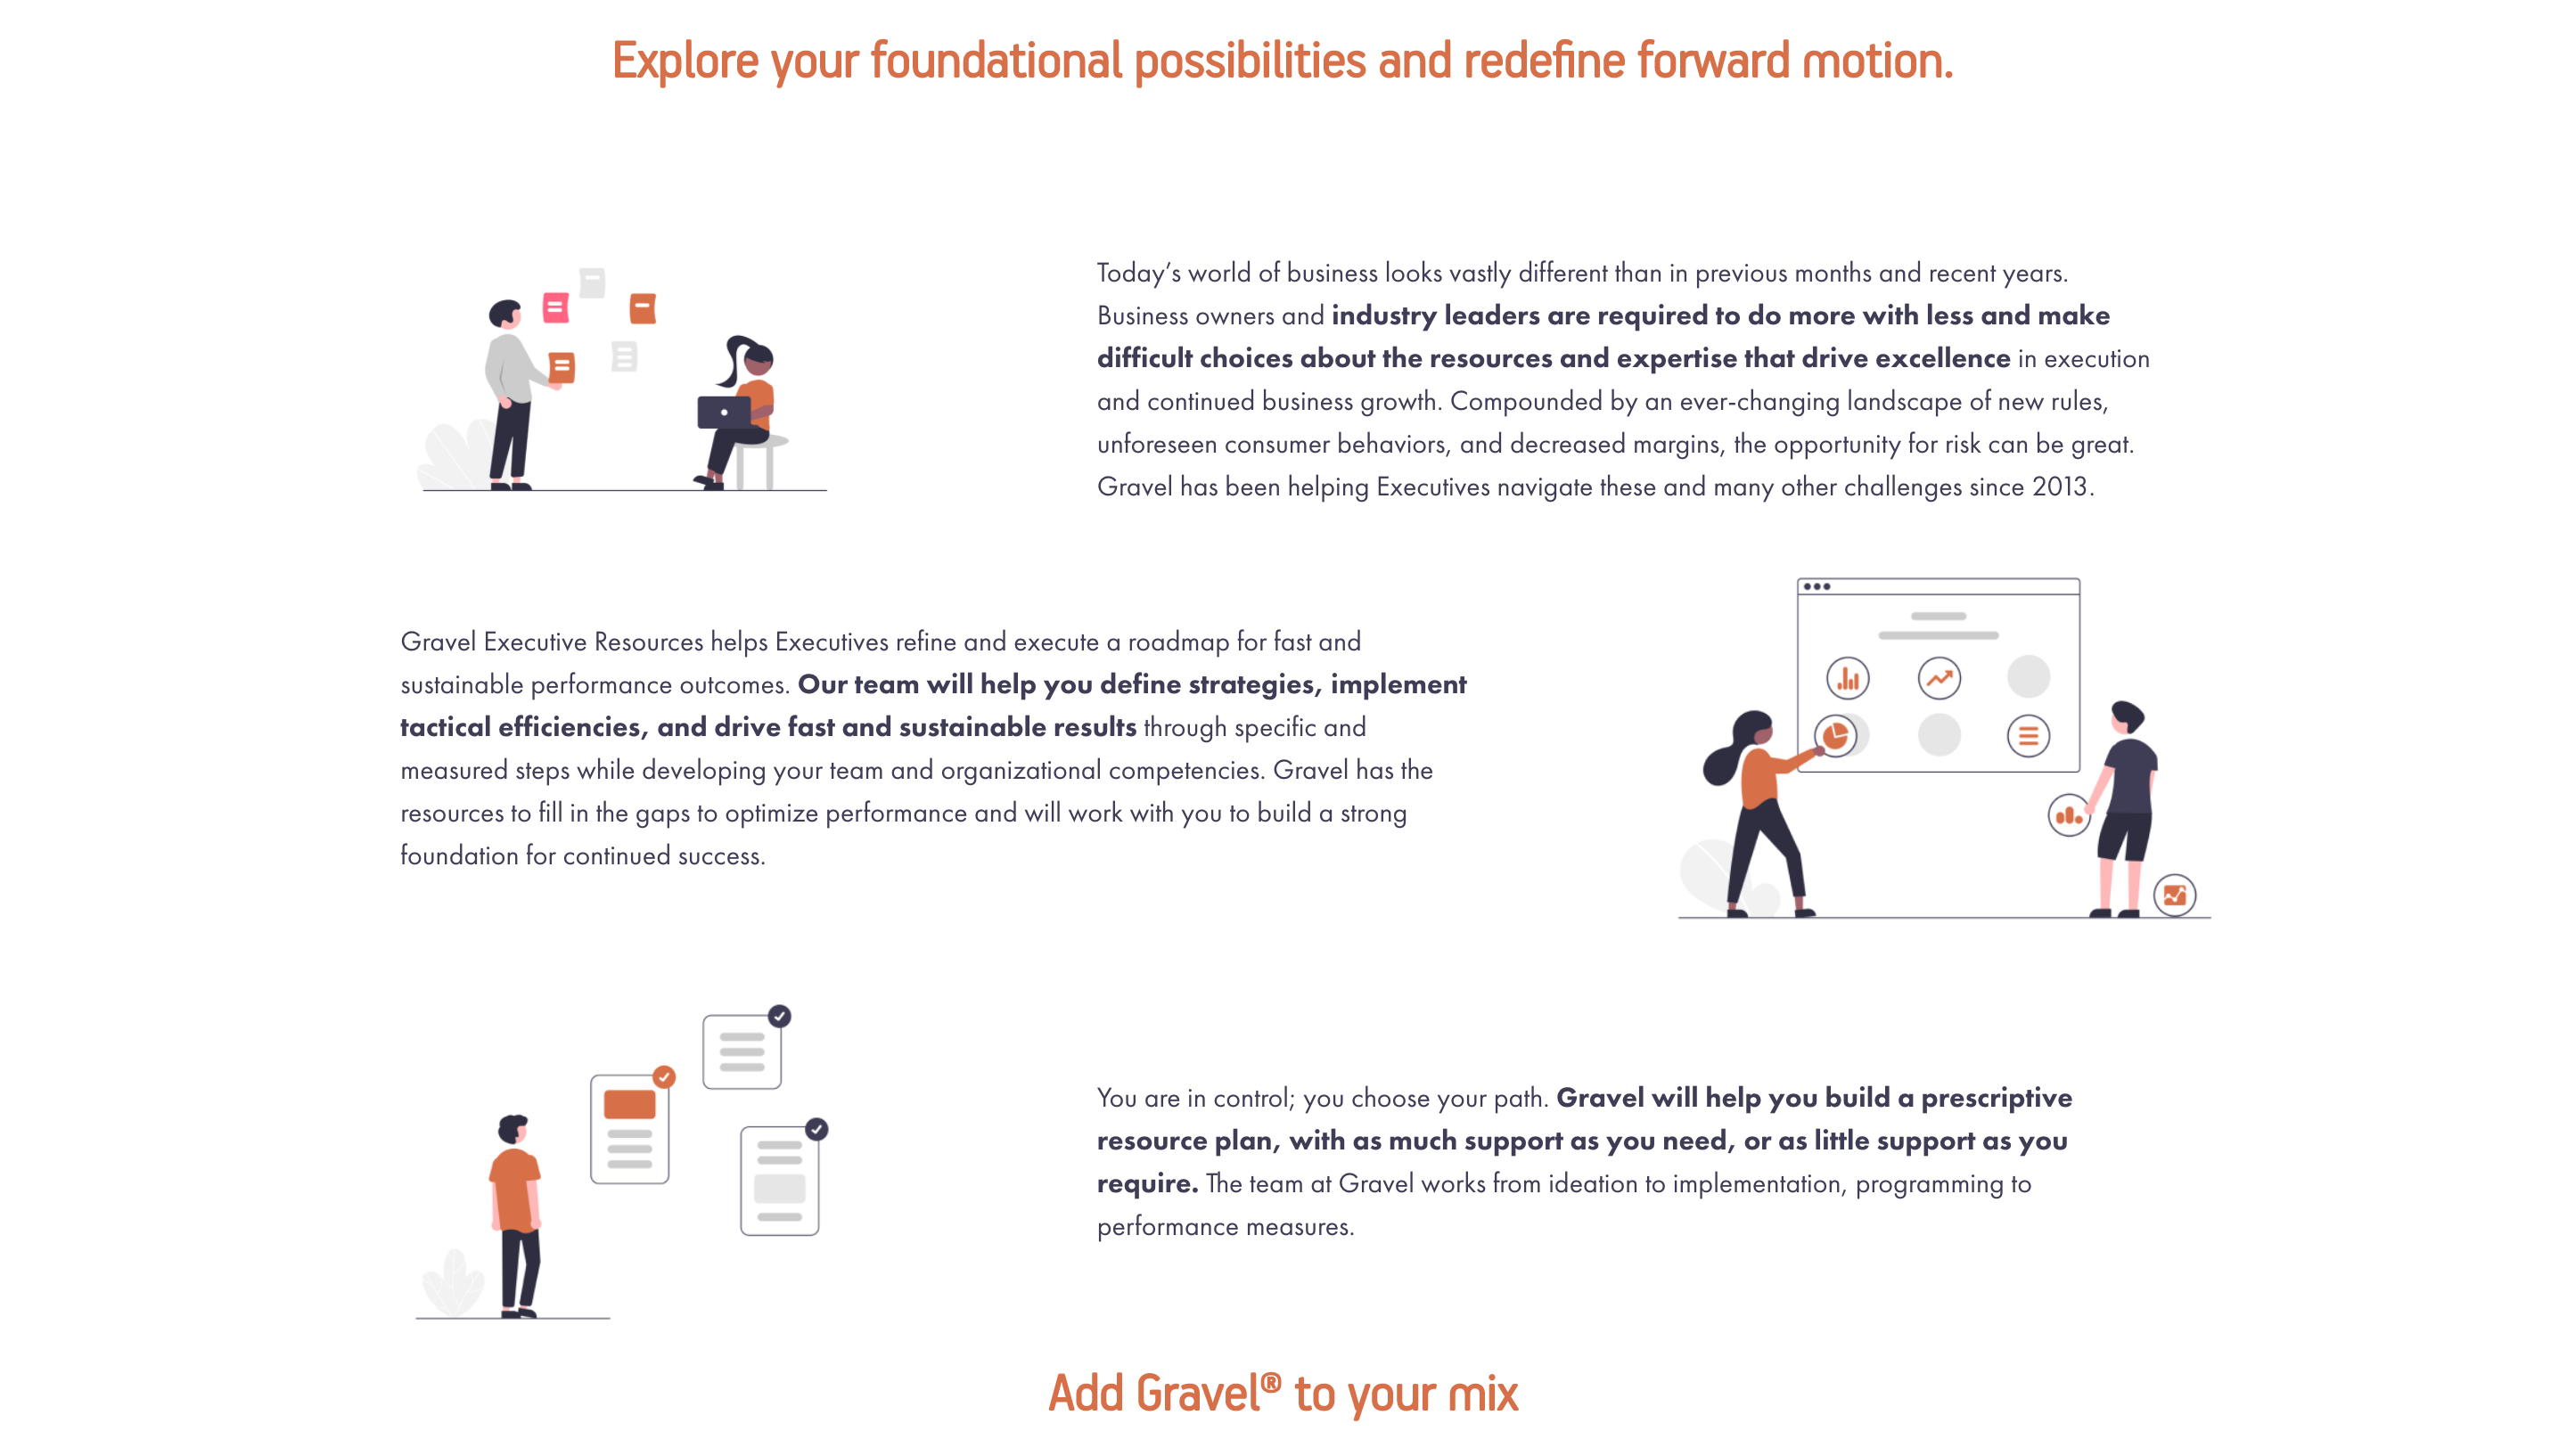 Explore your foundational possibilities and redefine forward motion.
Today’s world of business looks vastly different than in previous months and recent years.
Business owners and industry leaders are required to do more with less and make
difficult choices about the resources and expertise that drive excellence in execution
and continued business growth. Compounded by an ever-changing landscape of new rules,
unforeseen consumer behaviors, and decreased margins, the opportunity for risk can be great.
Gravel has been helping Executives navigate these and many other challenges since 2013.
Gravel Executive Resources helps Executives refine and execute a roadmap for fast and
sustainable performance outcomes. Our team will help you define strategies, implement
tactical efficiencies, and drive fast and sustainable results through specific and
measured steps while developing your team and organizational competencies. Gravel has the
resources to fill in the gaps to optimize performance and will work with you to build a strong
foundation for continued success.
You are in control; you choose your path. Gravel will help you build a prescriptive
resource plan, with as much support as you need, or as little support as you
require. The team at Gravel works from ideation to implementation, programming to
performance measures.
Add Gravel® to your mix